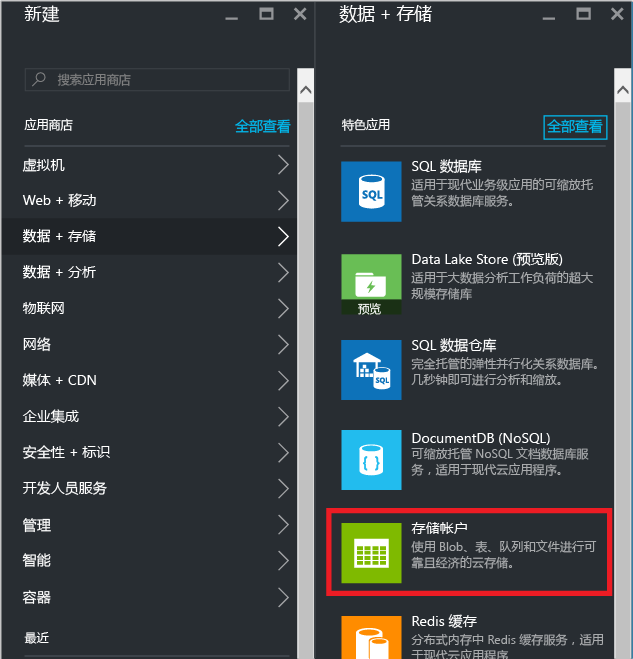 新建
搜索应用商店
应用商店
全部查看
虚拟机
Web + 移动
数据 + 存储
数据 + 分析
物联网
网络
媒体 + CDN
企业集成
安全性 + 标识
开发人员服务
管理
智能
容器
最近
数据 + 存储
特色应用
全部查看
SQL 数据库
适用于现代业务级应用的可缩放托
管关系数据库服务。
SQL
Data Lake Store (预览版)
适用于大数据分析工作负荷的超大
规模存储库
预览
SQL 数据仓库
完全托管的弹性并行化关系数据库。
几秒钟即可进行分析和缩放。
SQL
DocumentDB (NoSQL)
可缩放托管 NoSQL 文档数据库服
务，适用于现代云应用程序。
{ }
存储帐户
使用 Blob、表、队列和文件进行可
靠且经济的云存储。
Redis 缓存
分布式内存中 Redis 缓存服务，适用
于现代云应用程序